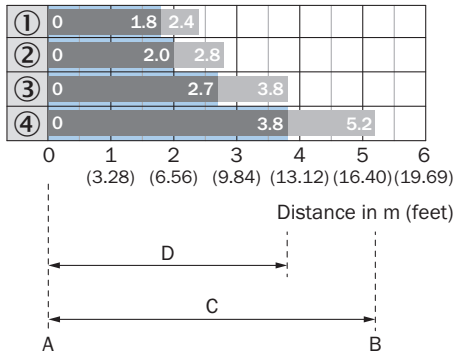 ① 0 1.8 2.4
② 0 2.0 2.8
③ 0 2.7 3.8
④ 0 3.8 5.2
0 1 2 3 4 5 6
(3.28) (6.56) (9.84) (13.12) (16.40) (19.69)
Distance in m (feet)
D
C
A B